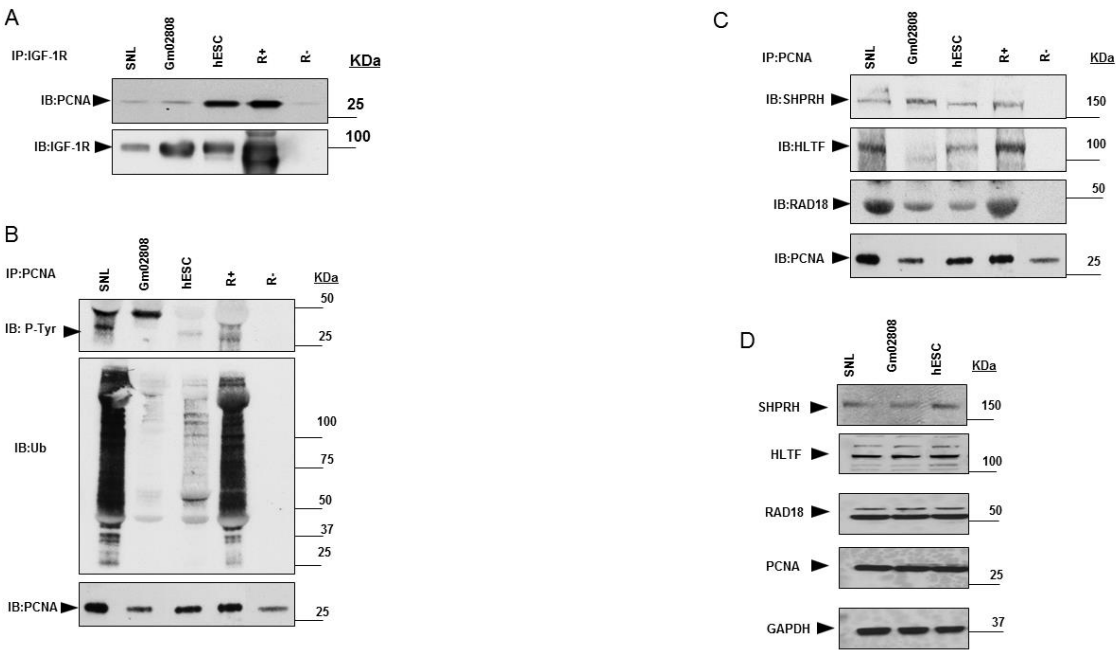 A
IP:IGF-1R
SNL
Gm02808
hESC
R+
R-
KDa
IB:PCNA
25
IB:IGF-1R
100
B
IP:PCNA
SNL
Gm02808
hESC
R+
R-
KDa
50
IB: P-Tyr
25
IB:Ub
100
75
50
37
25
IB:PCNA
25
C
IP:PCNA
SNL
Gm02808
hESC
R+
R-
KDa
IB:SHPRH
150
IB:HLTF
100
IB:RAD18
50
IB:PCNA
25
D
SNL
Gm02808
hESC
KDa
SHPRH
150
HLTF
100
RAD18
50
PCNA
25
GAPDH
37